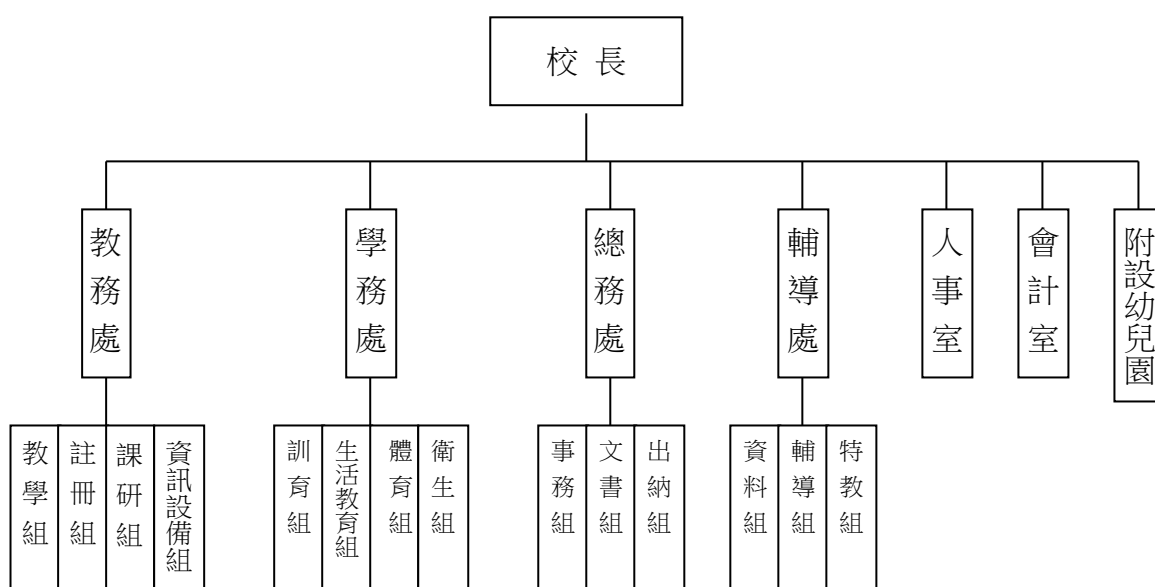 校長
教務處
學務處
總務處
輔導處
人事室
會計室
附設幼兒園
教學組
註冊組
課研組
資訊設備組
訓育組
生活教育組
體育組
衛生組
事務組
文書組
出納組
資料組
輔導組
特教組